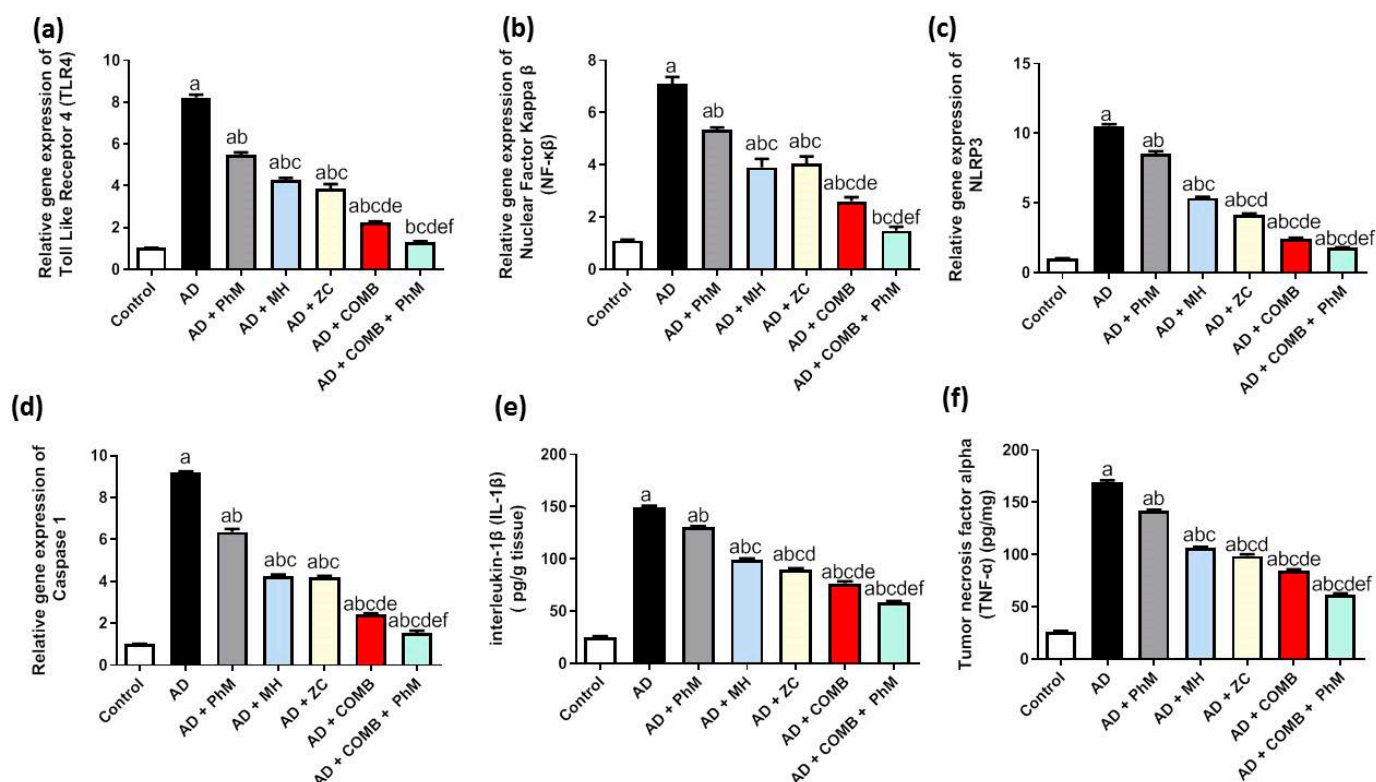 (a)
Relative gene expression of
Toll Like Receptor 4 (TLR4)
10
8
6
4
2
0
a
ab
abc
abc
abcde
bcdef
Control
AD
AD + PhM
AD + MH
AD + ZC
AD + COMB
AD + COMB + PhM
(b)
Relative gene expression of
Nuclear Factor Kappa β
(NF-κβ)
8
6
4
2
0
a
ab
abc
abc
abcde
bcdef
Control
AD
AD + PhM
AD + MH
AD + ZC
AD + COMB
AD + COMB + PhM
(c)
Relative gene expression of
NLRP3
15
10
5
0
a
ab
abc
abcd
abcde
abcdef
Control
AD
AD + PhM
AD + MH
AD + ZC
AD + COMB
AD + COMB + PhM
(d)
Relative gene expression of
Caspase 1
10
8
6
4
2
0
a
ab
abc
abc
abcde
abcdef
Control
AD
AD + PhM
AD + MH
AD + ZC
AD + COMB
AD + COMB + PhM
(e)
interleukin-1β (IL-1β)
( pg/g tissue)
200
150
100
50
0
a
ab
abc
abcd
abcde
abcdef
Control
AD
AD + PhM
AD + MH
AD + ZC
AD + COMB
AD + COMB + PhM
(f)
Tumor necrosis factor alpha
(TNF-α) (pg/mg)
200
150
100
50
0
a
ab
abc
abcd
abcde
abcdef
Control
AD
AD + PhM
AD + MH
AD + ZC
AD + COMB
AD + COMB + PhM